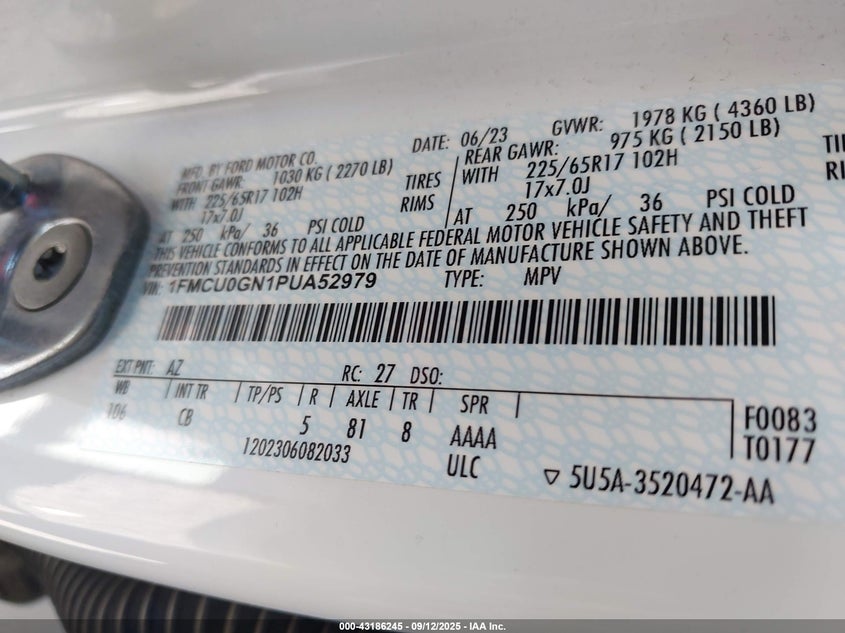 MFD. BY FORD MOTOR CO. DATE: 06/23 GVWR: 1978 KG ( 4360 LB)
FRONT GAWR: 1030 KG ( 2270 LB) REAR GAWR: 975 KG ( 2150 LB)
WITH 225/65R17 102H TIRES WITH 225/65R17 102H TI
17x7.0J RIMS 17x7.0J RI
AT 250 kPa/ 36 PSI COLD AT 250 kPa/ 36 PSI COLD
THIS VEHICLE CONFORMS TO ALL APPLICABLE FEDERAL MOTOR VEHICLE SAFETY AND THEFT
PREVENTION STANDARDS IN EFFECT ON THE DATE OF MANUFACTURE SHOWN ABOVE.
VIN: 1FMCU0GN1PUA52979 TYPE: MPV
EXT PNT: AZ RC: 27 DSO:
WB INT TR TP/PS R AXLE TR SPR
106 CB 5 81 8 AAAA
F0083
T0177
1202306082033 ULC ▽ 5U5A-3520472-AA
000-43186245 - 09/12/2025 - IAA Inc.